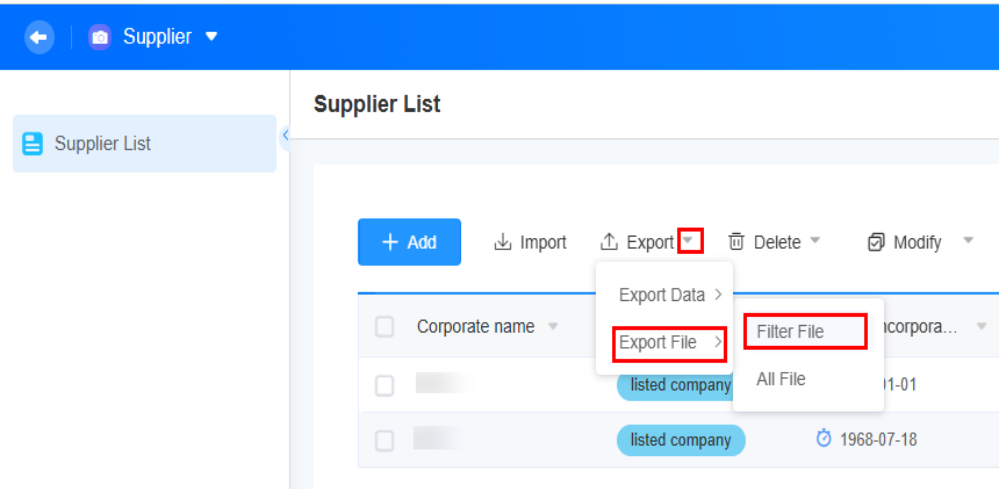 Supplier
Supplier List
Supplier List
Add Import Export Delete Modify
Export Data
Corporate name Export File Filter File ncorpora...
listed company All File 01-01
listed company 1968-07-18